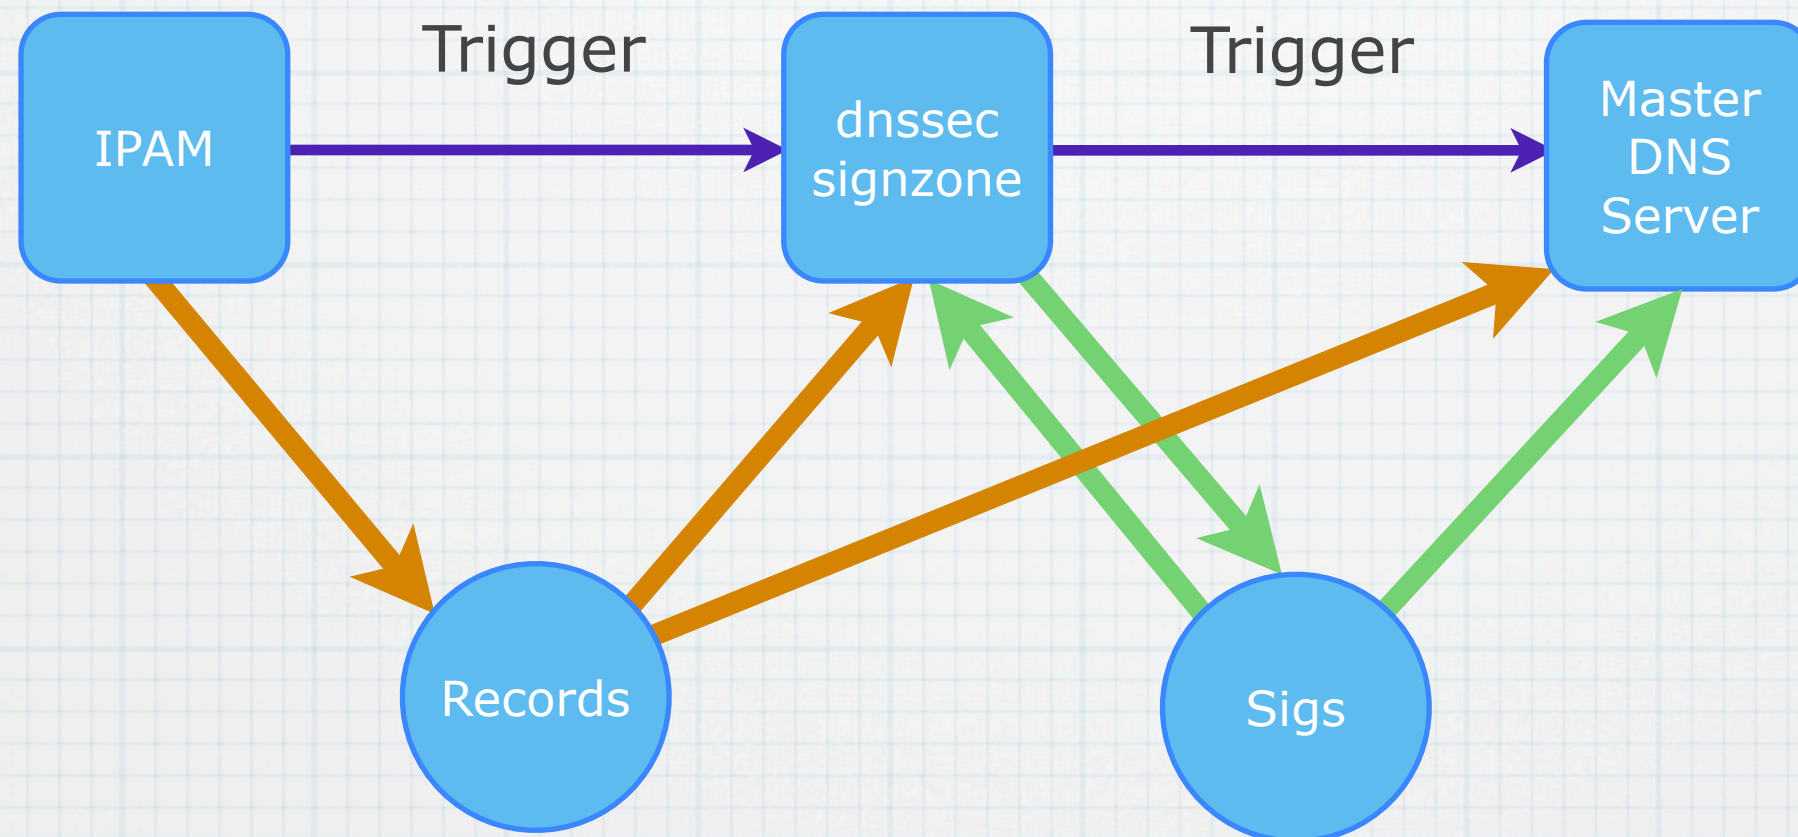 Trigger
Trigger
IPAM
dnssec
signzone
Master
DNS
Server
Records
Sigs